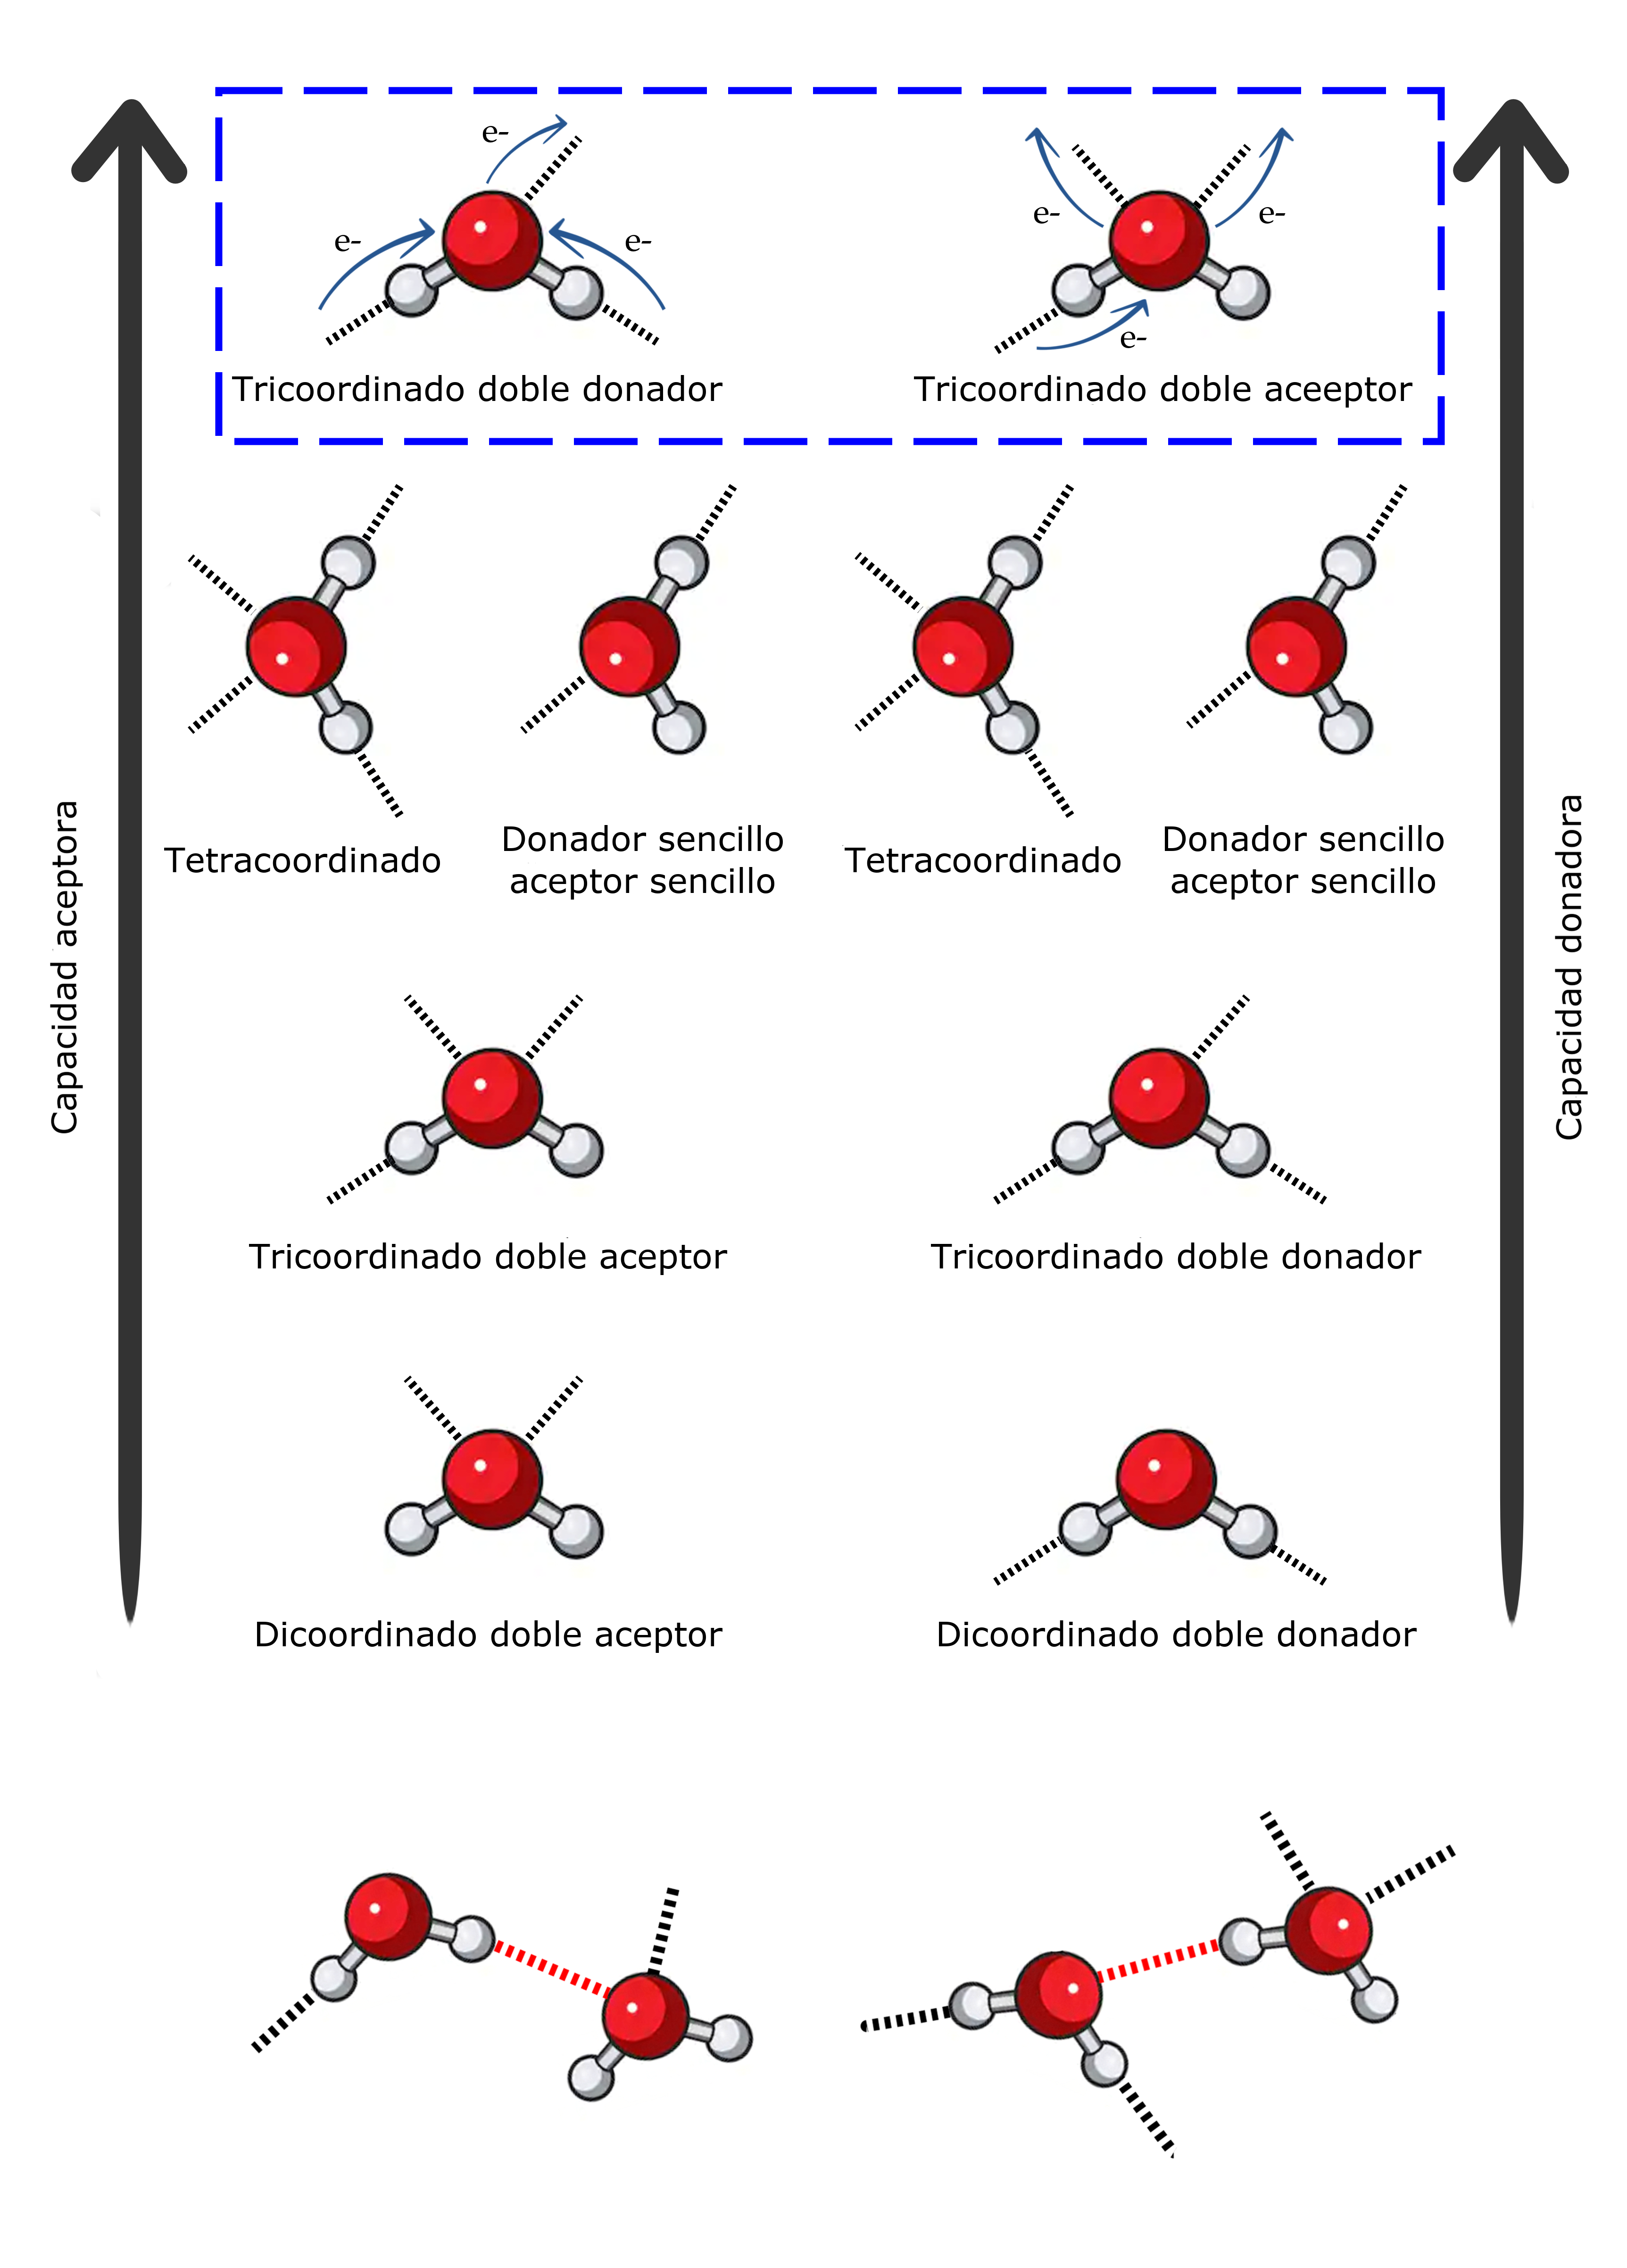 e-
e-
e-
e-
e-
e-
Tricoordinado doble donador
Tricoordinado doble aceeptor
Tetracoordinado
Donador sencillo
aceptor sencillo
Tetracoordinado
Donador sencillo
aceptor sencillo
Capacidad aceptora
Capacidad donadora
Tricoordinado doble aceptor
Tricoordinado doble donador
Dicoordinado doble aceptor
Dicoordinado doble donador